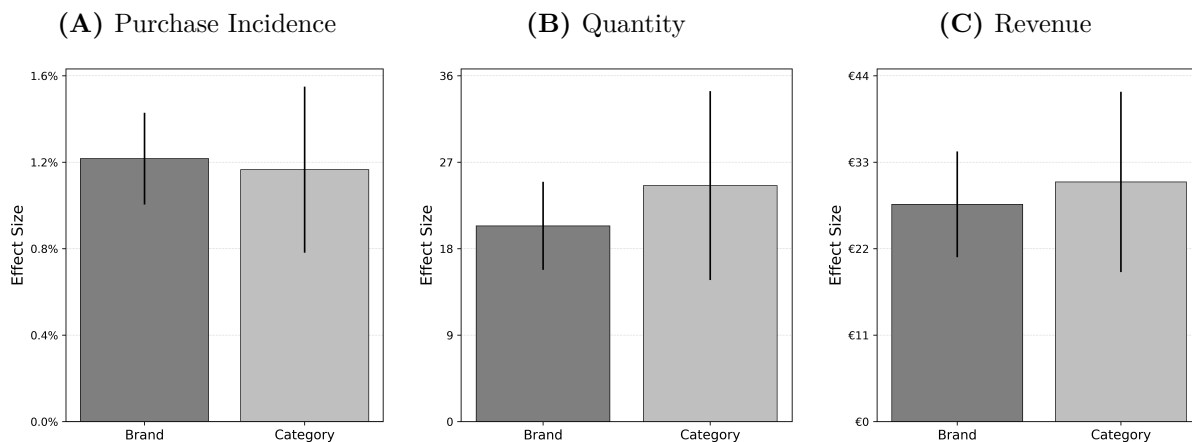 (A) Purchase Incidence
Effect Size
1.6%
1.2%
0.8%
0.4%
0.0%
Brand
Category
(B) Quantity
Effect Size
36
27
18
9
0
Brand
Category
(C) Revenue
Effect Size
€44
€33
€22
€11
€0
Brand
Category